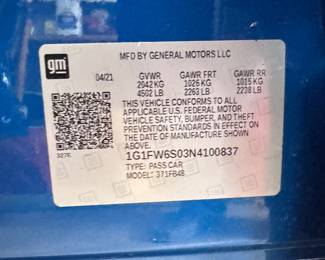 gm
MFD BY GENERAL MOTORS LLC
04/21 GVWR GAWR FRT GAWR RR
2042 KG 1026 KG 1015 KG
4502 LB 2263 LB 2238 LB
THIS VEHICLE CONFORMS TO ALL
APPLICABLE U.S. FEDERAL MOTOR
VEHICLE SAFETY, BUMPER, AND THEFT
PREVENTION STANDARDS IN EFFECT ON
THE DATE OF MANUFACTURE SHOWN
ABOVE.
327E
1G1FW6S03N4100837
TYPE: PASS CAR
MODEL: 371FB48